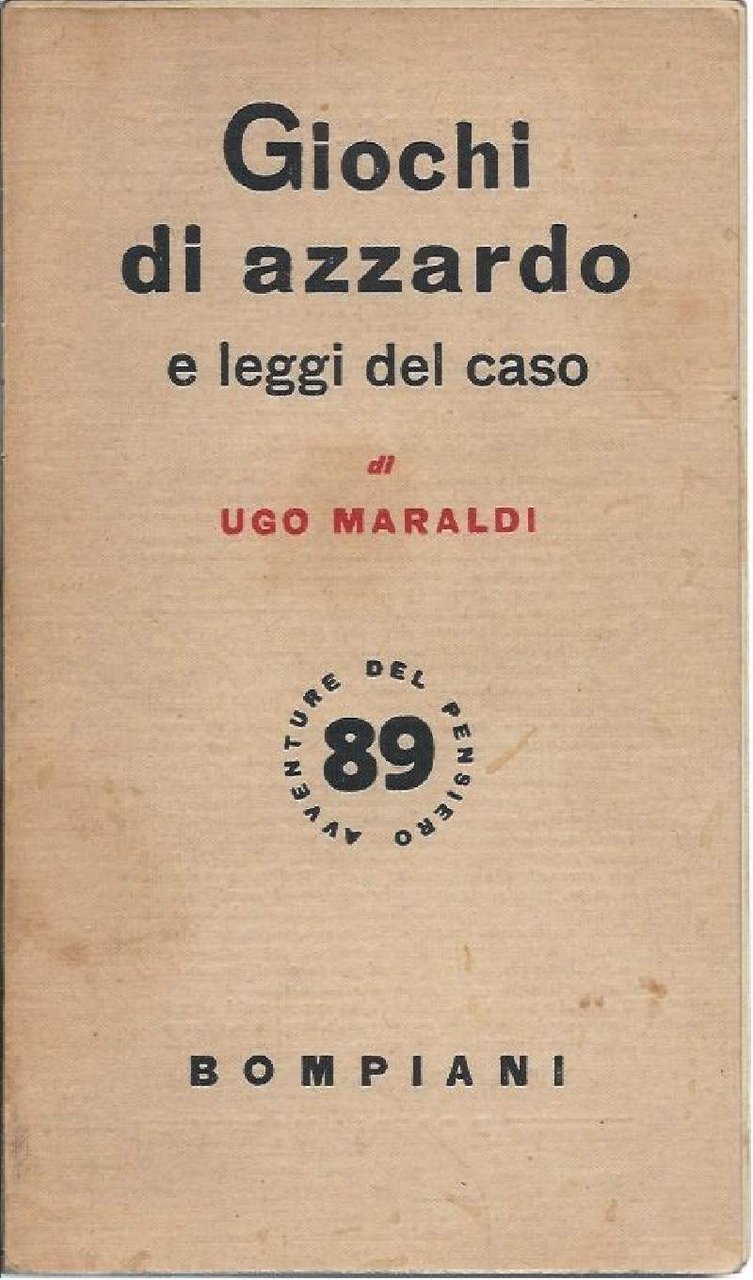 Giochi
di azzardo
e leggi del caso
di
UGO MARALDI
AVVENTURE DEL PENSIERO
89
BOMPIANI